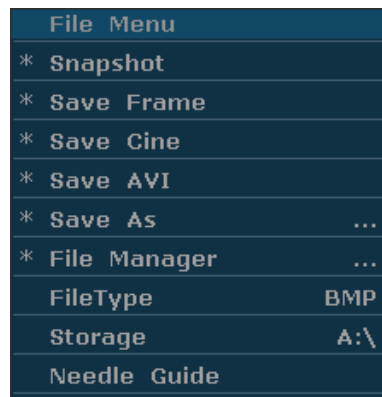 File Menu
* Snapshot
* Save Frame
* Save Cine
* Save AVI
* Save As ...
* File Manager ...
FileType BMP
Storage A:\
Needle Guide